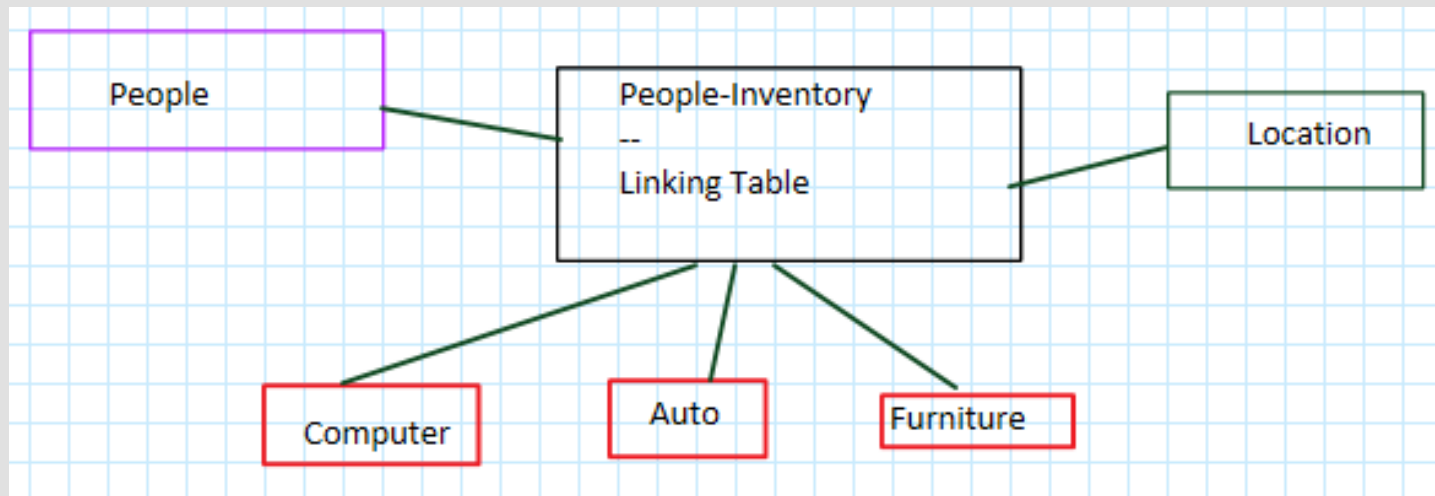 People
People-Inventory
--
Linking Table
Location
Computer
Auto
Furniture